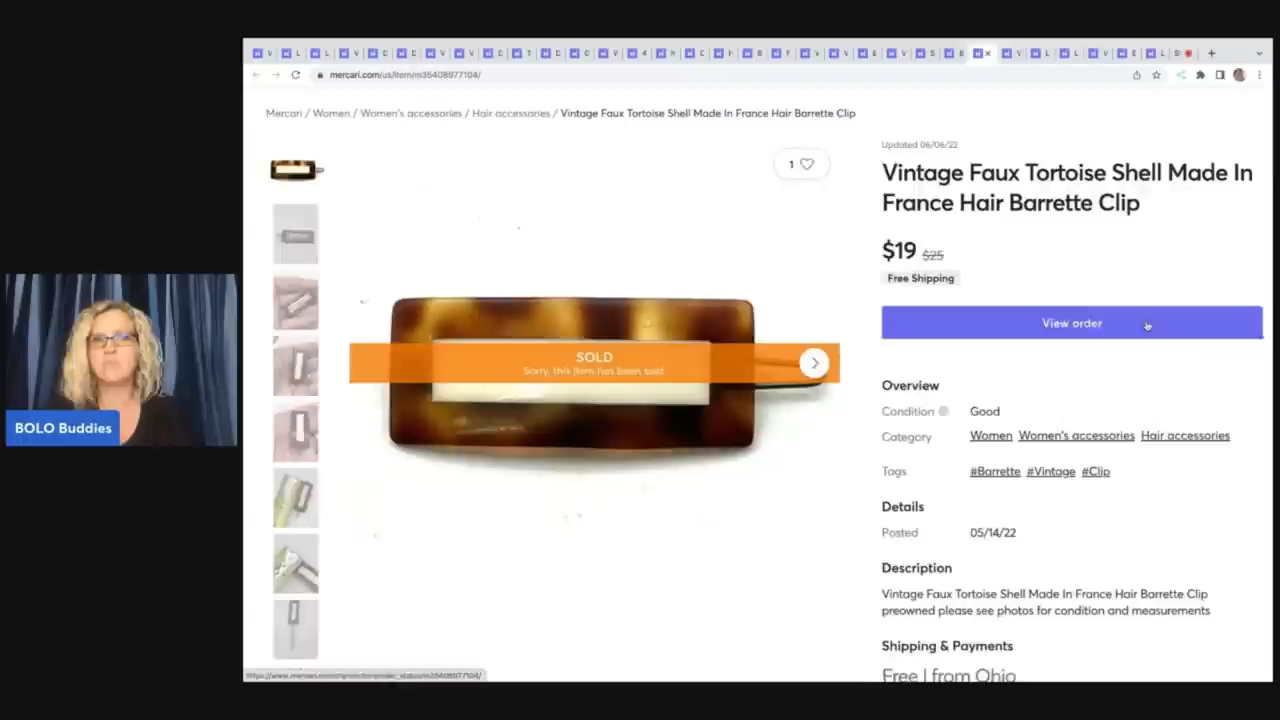 mercari.com/us/item/m35408977104/
Mercari / Women / Women's accessories / Hair accessories / Vintage Faux Tortoise Shell Made In France Hair Barrette Clip
Updated 06/06/22
1
Vintage Faux Tortoise Shell Made In
France Hair Barrette Clip
$19 $25
Free Shipping
View order
SOLD
Sorry, this item has been sold
Overview
Condition Good
Category Women Women's accessories Hair accessories
BOLO Buddies
Tags #Barrette #Vintage #Clip
Details
Posted 05/14/22
Description
Vintage Faux Tortoise Shell Made In France Hair Barrette Clip
preowned please see photos for condition and measurements
Shipping & Payments
Free | from Ohio